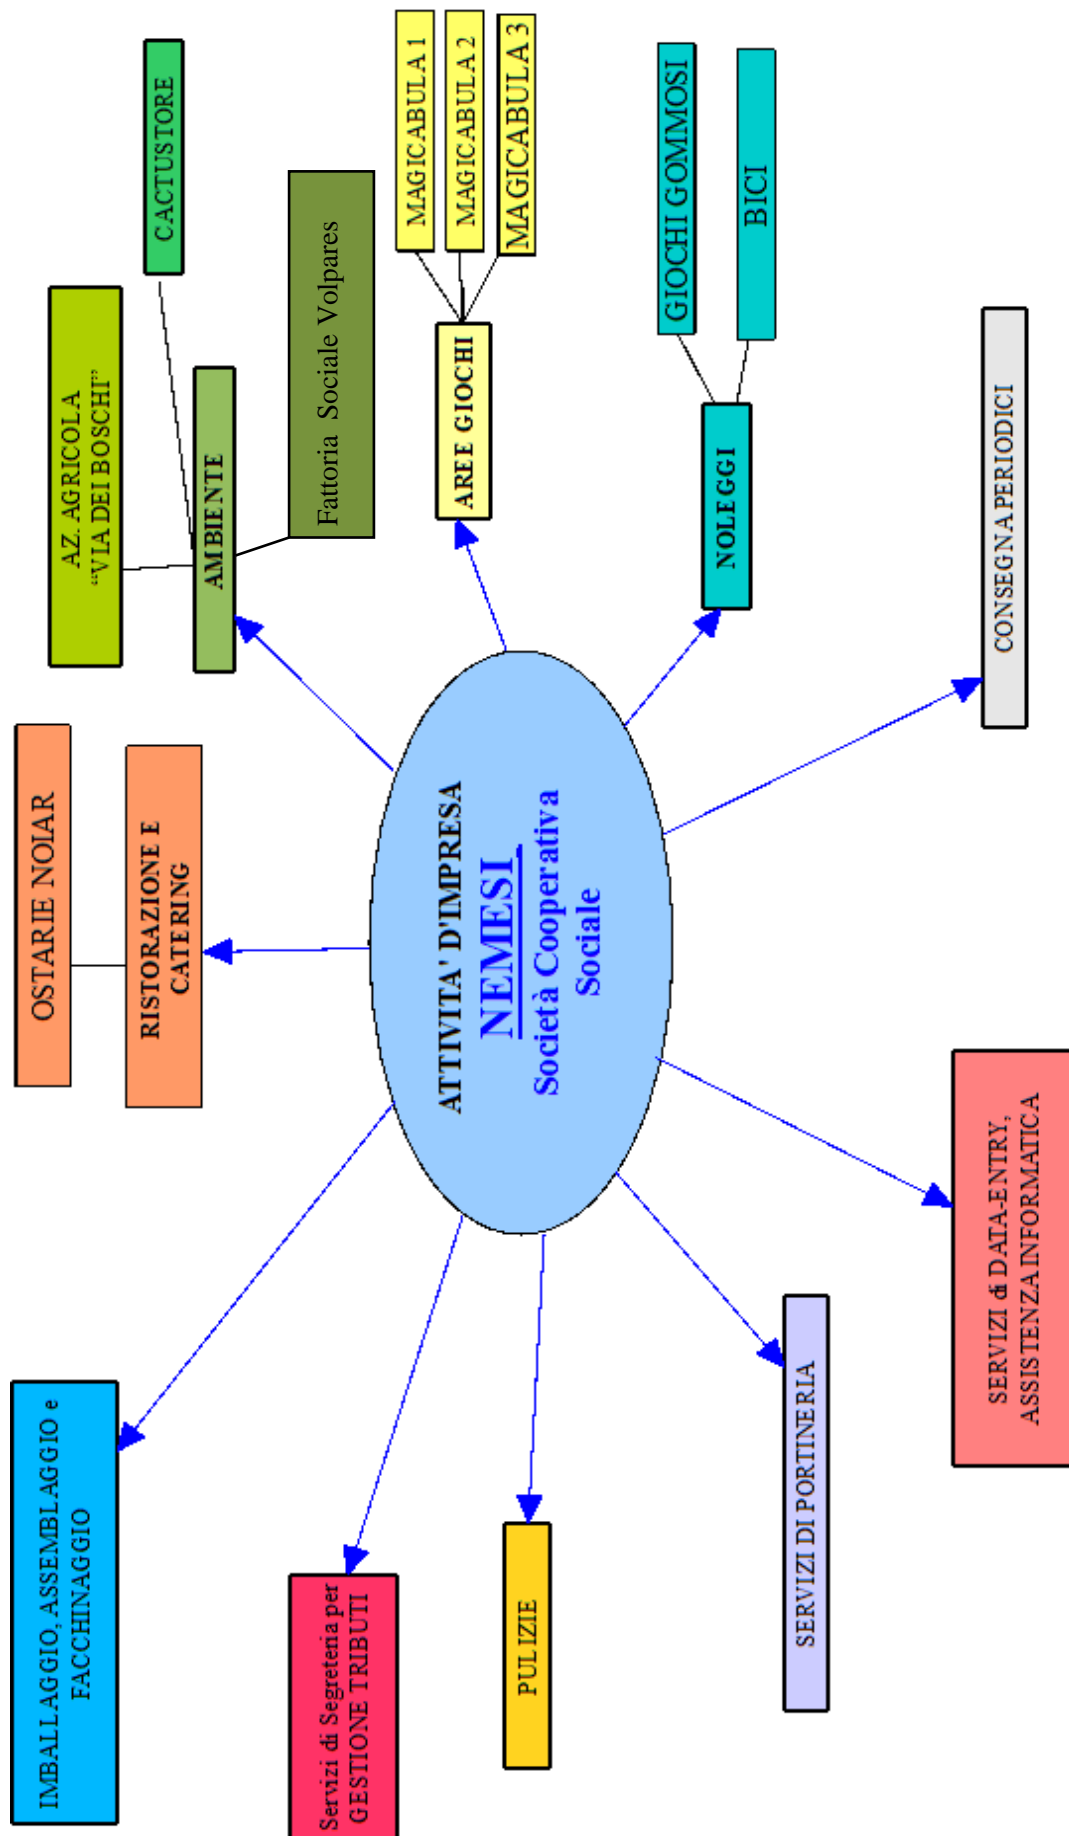 IMBALLAGGIO, ASSEMBLAGGIO e
FACCHINAGGIO
OSTARIE NOIAR
RISTORAZIONE E
CATERING
AZ. AGRICOLA
“VIA DEI BOSCHI”
CACTUSTORE
AMBIENTE
Fattoria Sociale Volpares
Servizi di Segreteria per
GESTIONE TRIBUTI
ATTIVITA' D'IMPRESA
NEMESI
Società Cooperativa
Sociale
AREE GIOCHI
MAGICABULA 1
MAGICABULA 2
MAGICABULA 3
PULIZIE
NOLEGGI
GIOCHI GOMMOSI
BICI
SERVIZI DI PORTINERIA
SERVIZI di DATA-ENTRY,
ASSISTENZA INFORMATICA
CONSEGNA PERIODICI